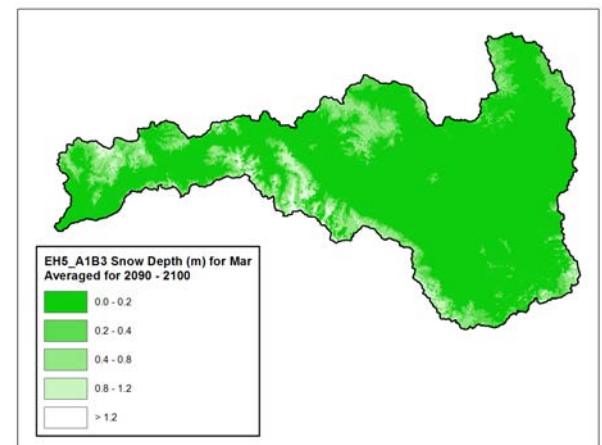 EH5_A1B3 Snow Depth (m) for Mar
Averaged for 2090 - 2100
0.0 - 0.2
0.2 - 0.4
0.4 - 0.8
0.8 - 1.2
> 1.2